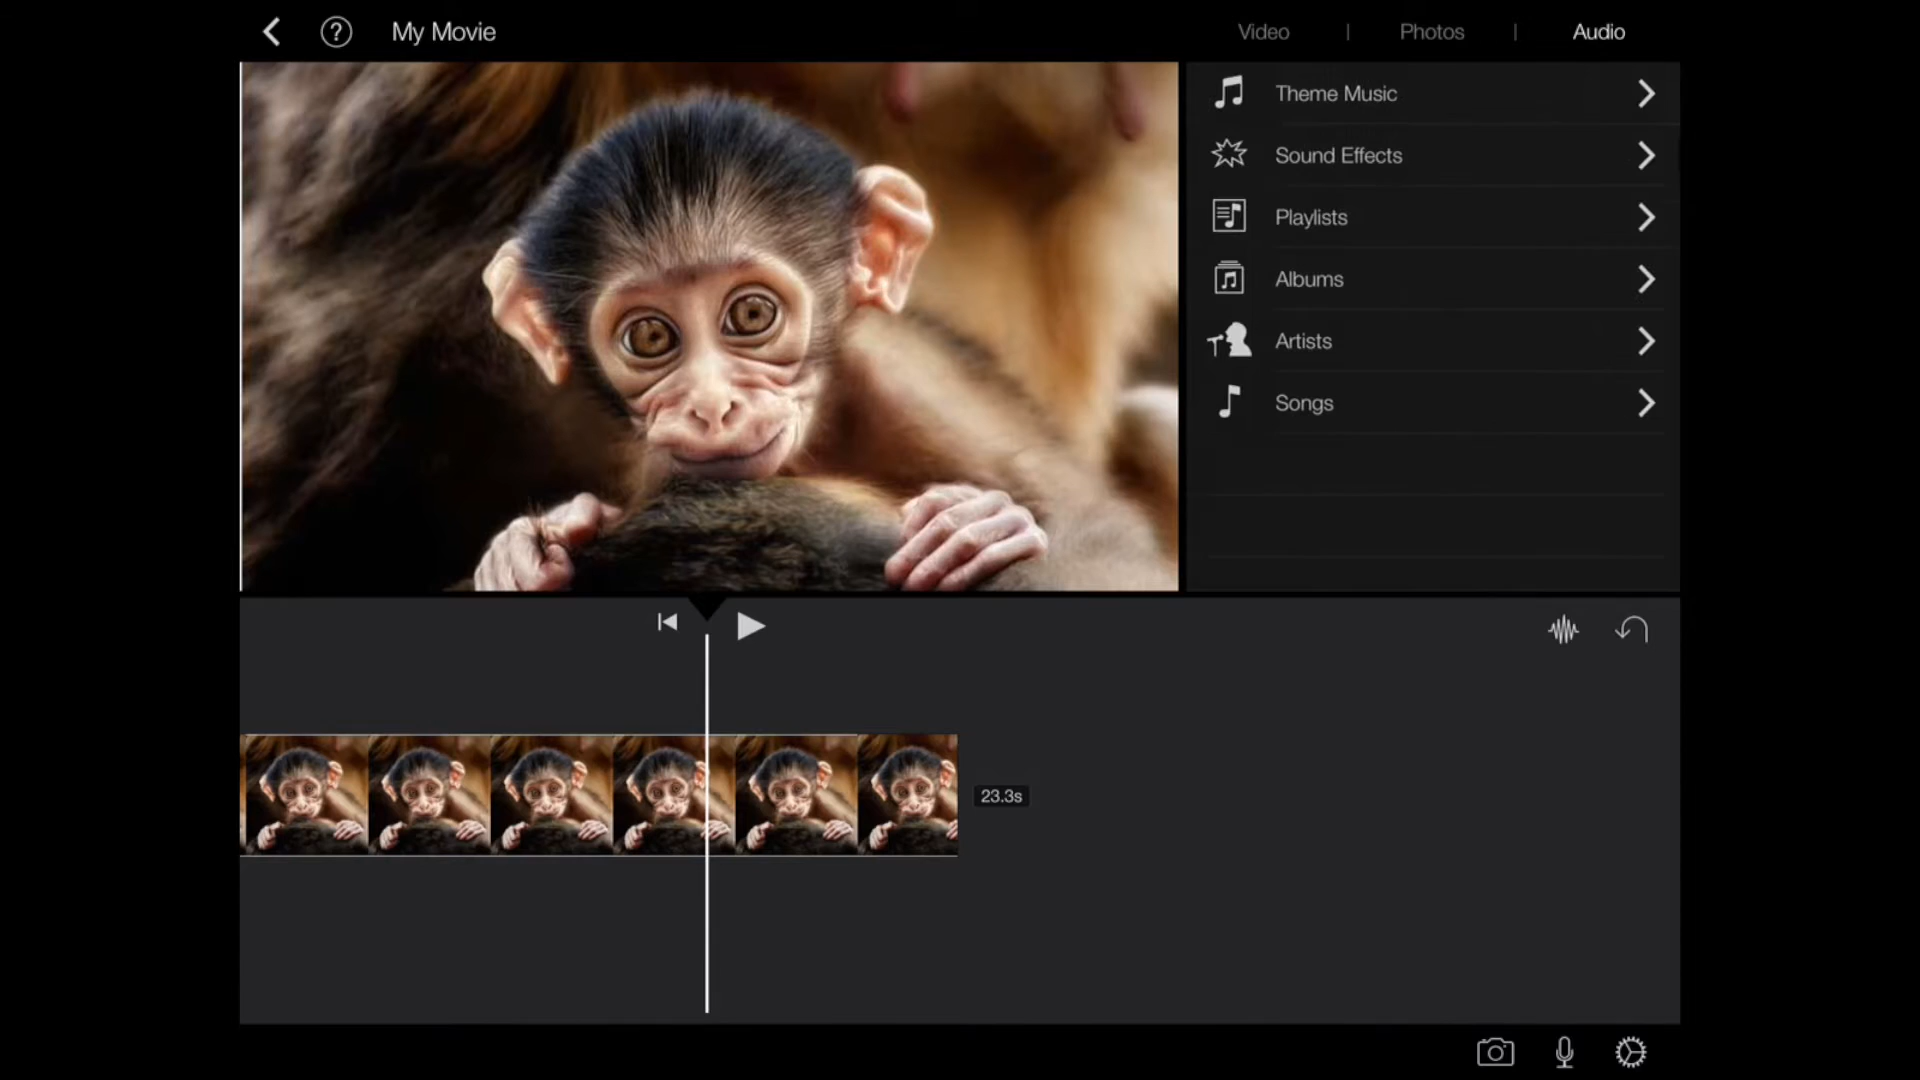 ? My Movie
Video | Photos | Audio
Theme Music
Sound Effects
Playlists
Albums
Artists
Songs
23.3s